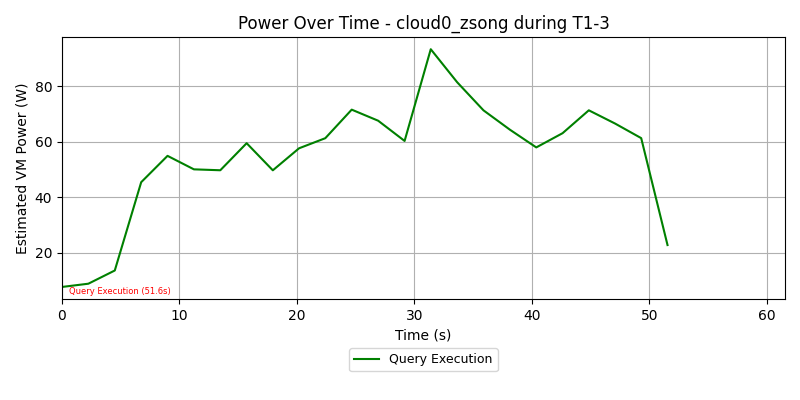 Power Over Time - cloud0_zsong during T1-3
Estimated VM Power (W)
80
60
40
20
Query Execution (51.6s)
0 10 20 30 40 50 60
Time (s)
Query Execution